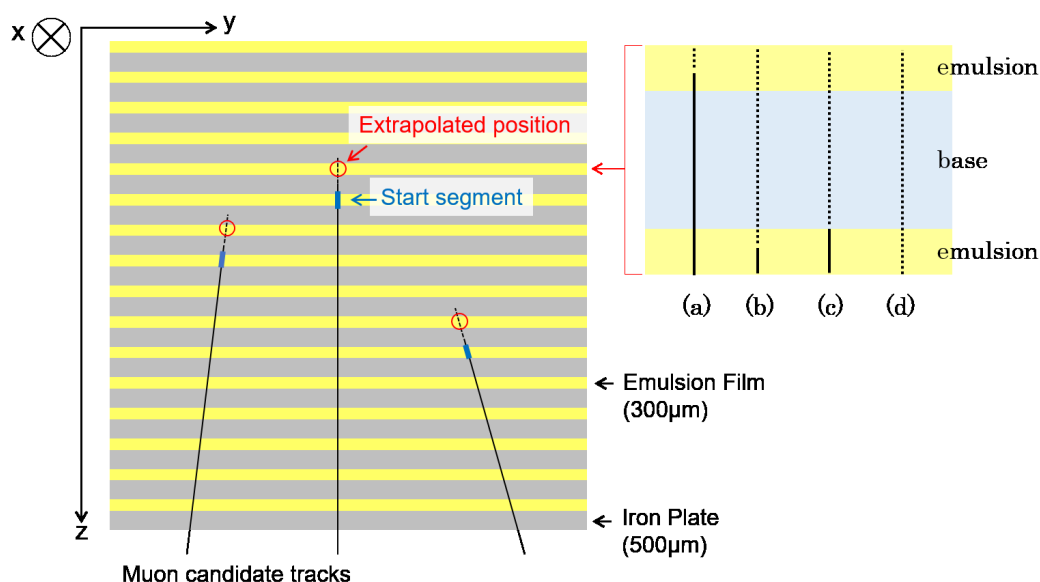 x
y
emulsion
Extrapolated position
base
Start segment
emulsion
(a) (b) (c) (d)
Emulsion Film
(300μm)
Iron Plate
(500μm)
z
Muon candidate tracks